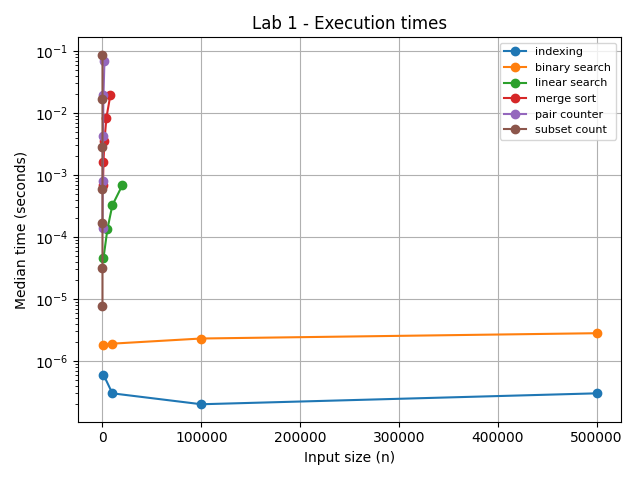 Lab 1 - Execution times
indexing
binary search
linear search
merge sort
pair counter
subset count
Median time (seconds)
10⁻¹
10⁻²
10⁻³
10⁻⁴
10⁻⁵
10⁻⁶
0 100000 200000 300000 400000 500000
Input size (n)